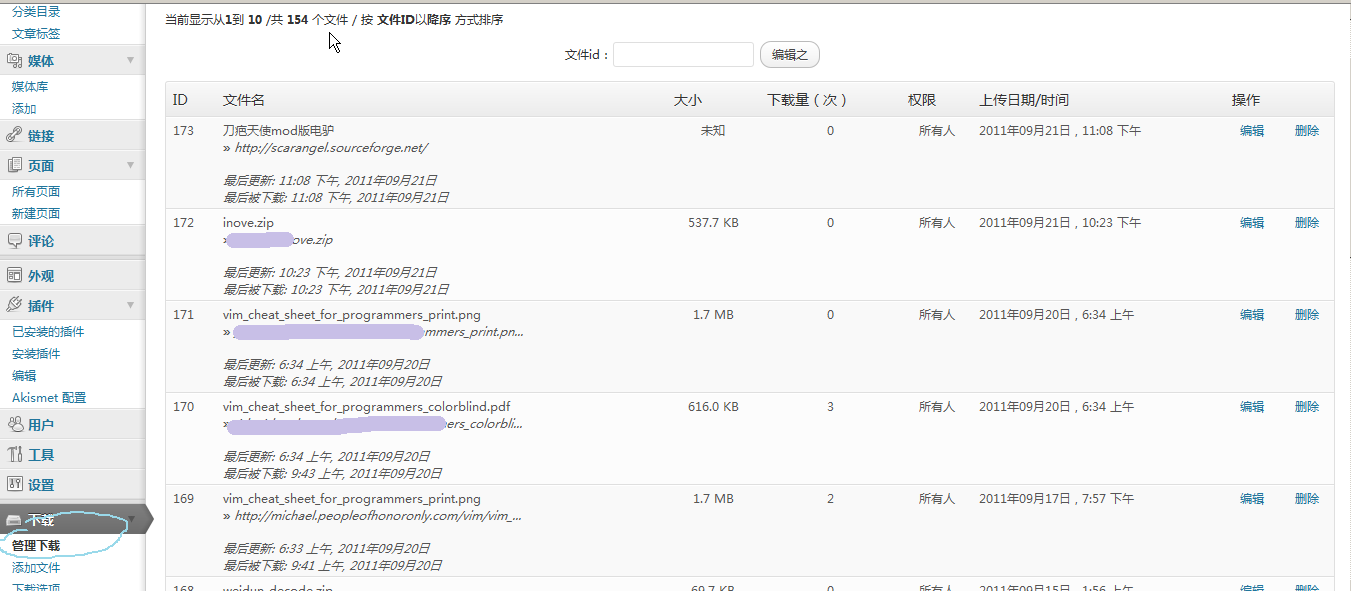 分类目录
文章标签
媒体
媒体库
添加
链接
页面
所有页面
新建页面
评论
外观
插件
已安装的插件
安装插件
编辑
Akismet 配置
用户
工具
设置
下载
管理下载
添加文件
下载选项
当前显示从1到 10 /共 154 个文件 / 按 文件ID以降序 方式排序
文件id： 编辑之
ID 文件名 大小 下载量（次） 权限 上传日期/时间 操作
173 刀疤天使mod版电驴 未知 0 所有人 2011年09月21日 , 11:08 下午 编辑 删除
» http://scarangel.sourceforge.net/
最后更新: 11:08 下午, 2011年09月21日
最后被下载: 11:08 下午, 2011年09月21日
172 inove.zip 537.7 KB 0 所有人 2011年09月21日 , 10:23 下午 编辑 删除
» ove.zip
最后更新: 10:23 下午, 2011年09月21日
最后被下载: 10:23 下午, 2011年09月21日
171 vim_cheat_sheet_for_programmers_print.png 1.7 MB 0 所有人 2011年09月20日 , 6:34 上午 编辑 删除
» mmers_print.pn...
最后更新: 6:34 上午, 2011年09月20日
最后被下载: 6:34 上午, 2011年09月20日
170 vim_cheat_sheet_for_programmers_colorblind.pdf 616.0 KB 3 所有人 2011年09月20日 , 6:34 上午 编辑 删除
» ers_colorbli...
最后更新: 6:34 上午, 2011年09月20日
最后被下载: 9:43 上午, 2011年09月20日
169 vim_cheat_sheet_for_programmers_print.png 1.7 MB 2 所有人 2011年09月17日 , 7:57 下午 编辑 删除
» http://michael.peopleofhonoronly.com/vim/vim_...
最后更新: 6:33 上午, 2011年09月20日
最后被下载: 9:41 上午, 2011年09月20日
168 weidun_decode.zip 69.7 KB 0 所有人 2011年09月15日 , 1:56 上午 编辑 删除